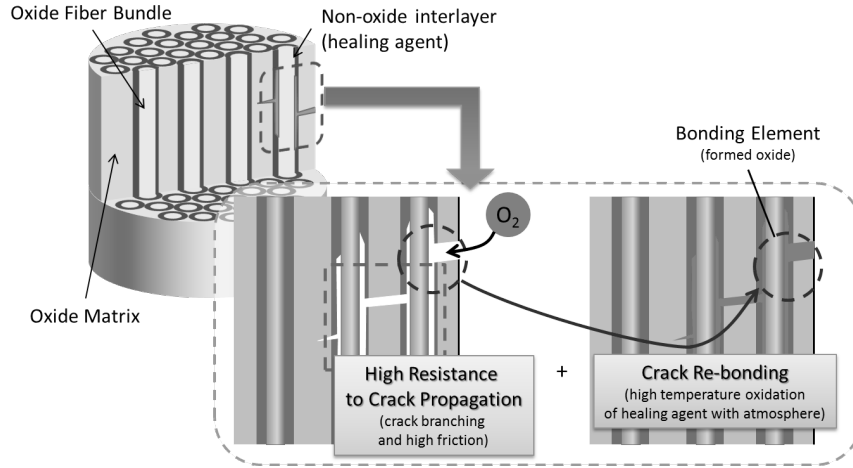 Oxide Fiber Bundle
Non-oxide interlayer
(healing agent)
Bonding Element
(formed oxide)
O2
Oxide Matrix
High Resistance
to Crack Propagation
(crack branching
and high friction)
+
Crack Re-bonding
(high temperature oxidation
of healing agent with atmosphere)